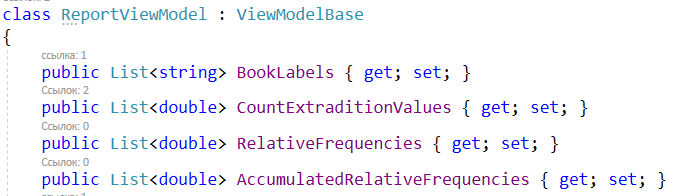 class ReportViewModel : ViewModelBase
{
ссылка: 1
public List<string> BookLabels { get; set; }
Ссылок: 2
public List<double> CountExtraditionValues { get; set; }
Ссылок: 0
public List<double> RelativeFrequencies { get; set; }
Ссылок: 0
public List<double> AccumulatedRelativeFrequencies { get; set; }